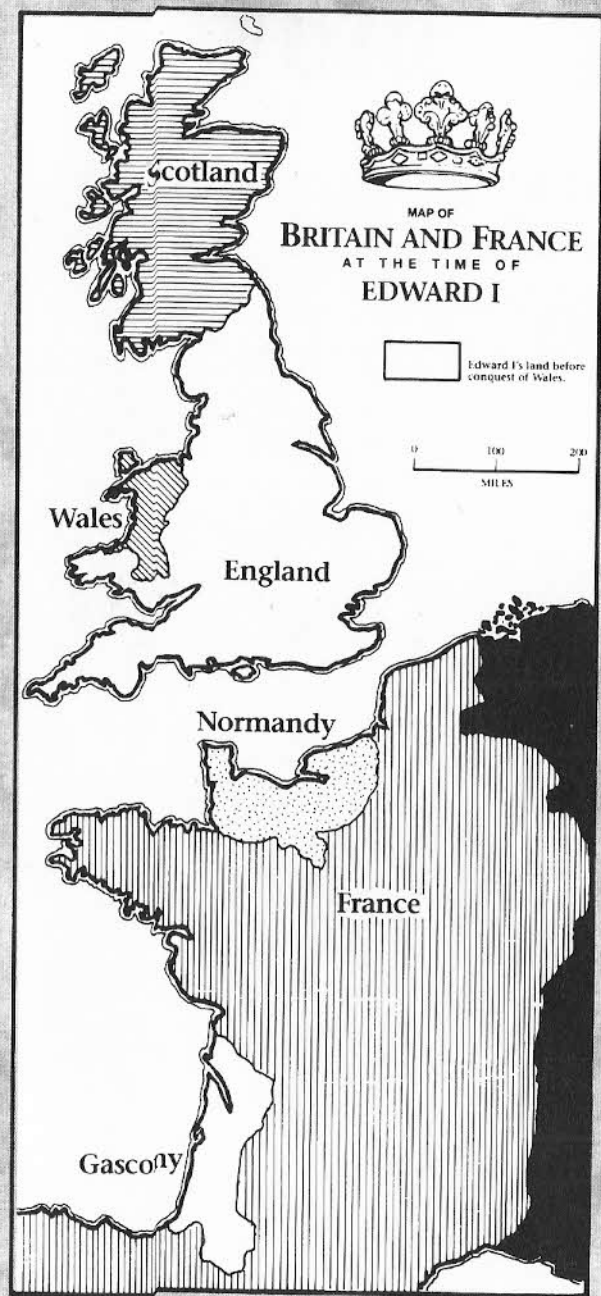 Scotland
MAP OF
BRITAIN AND FRANCE
AT THE TIME OF
EDWARD I
Edward I's land before
conquest of Wales.
0 100 200
MILES
Wales
England
Normandy
France
Gascony